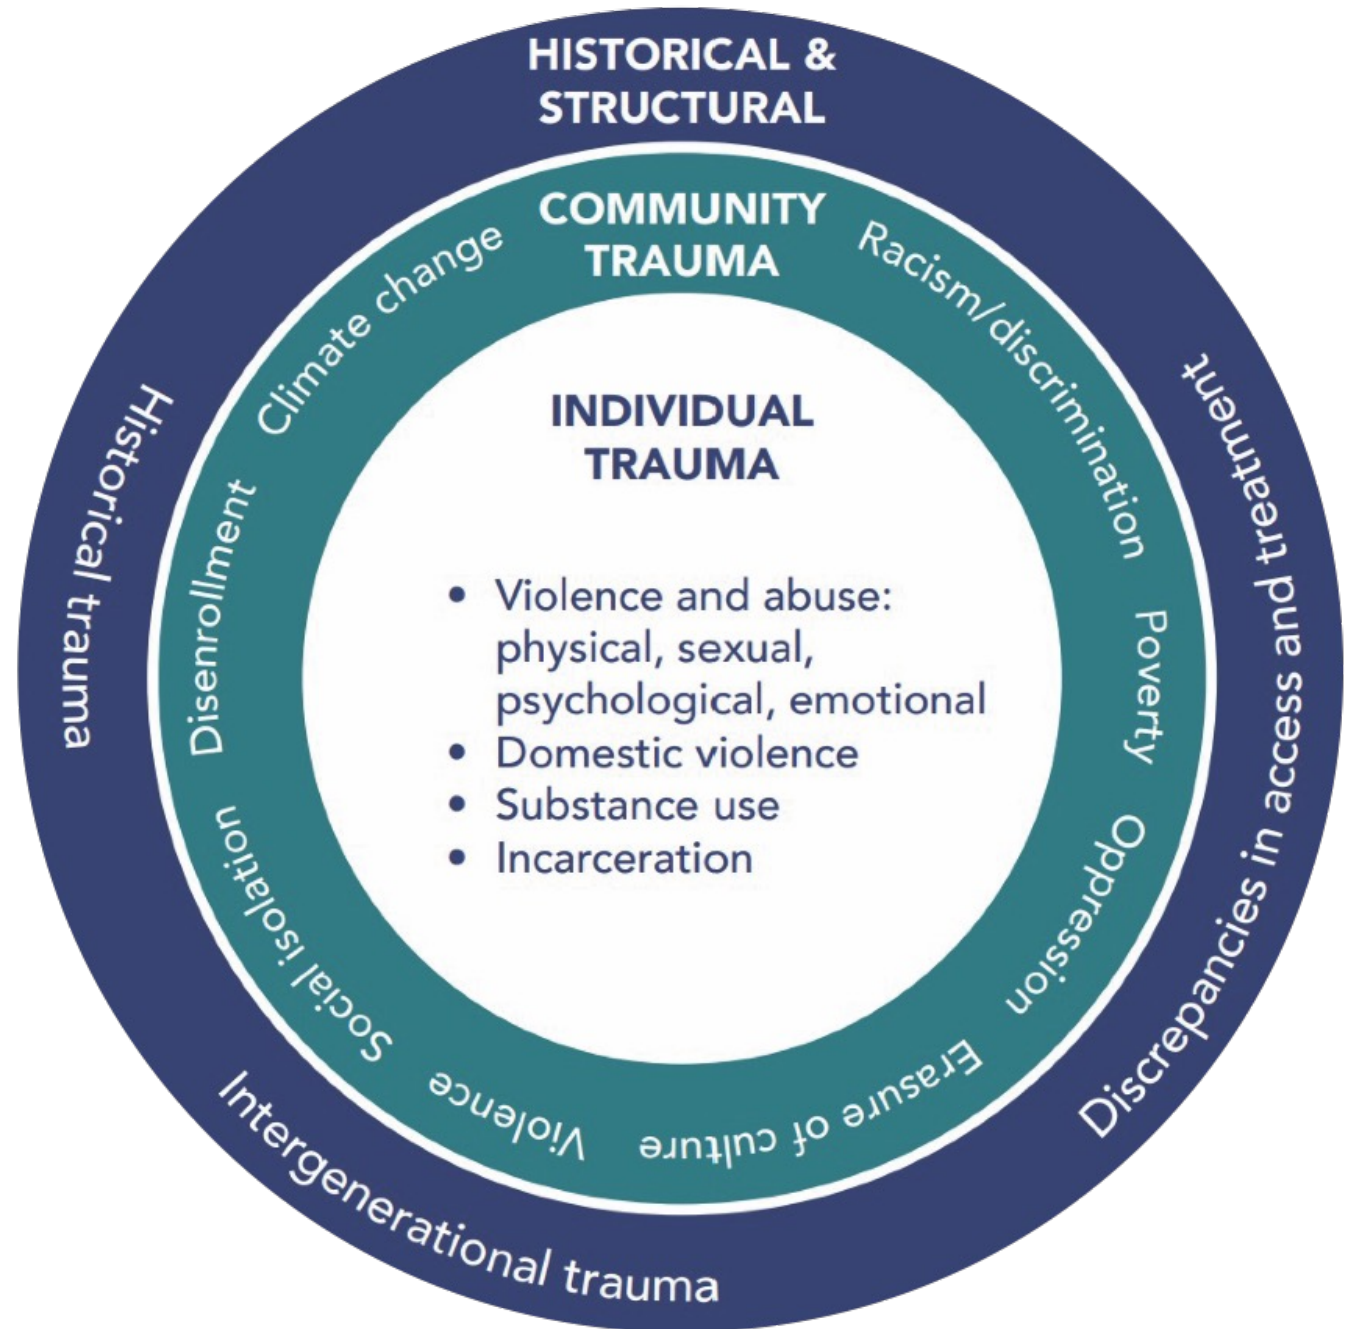 HISTORICAL &
STRUCTURAL
COMMUNITY
TRAUMA
Racism/discrimination
Poverty
Oppression
Erasure of culture
Violence
Social isolation
Disenrollment
Climate change
Discrepancies in access and treatment
Intergenerational trauma
Historical trauma
INDIVIDUAL
TRAUMA
• Violence and abuse:
physical, sexual,
psychological, emotional
• Domestic violence
• Substance use
• Incarceration